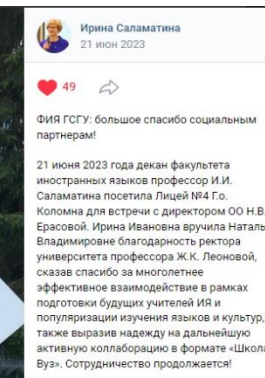 Ирина Саламатина
21 июн 2023
49
ФИЯ ГСГУ: большое спасибо социальным
партнерам!
21 июня 2023 года декан факультета
иностранных языков профессор И.И.
Саламатина посетила Лицей №4 Г.о.
Коломна для встречи с директором ОО Н.В.
Ерасовой. Ирина Ивановна вручила Наталь
Владимировне благодарность ректора
университета профессора Ж.К. Леоновой,
сказав спасибо за многолетнее
эффективное взаимодействие в рамках
подготовки будущих учителей ИЯ и
популяризации изучения языков и культур,
также выразив надежду на дальнейшую
активную коллаборацию в формате «Школа
Вуз». Сотрудничество продолжается!